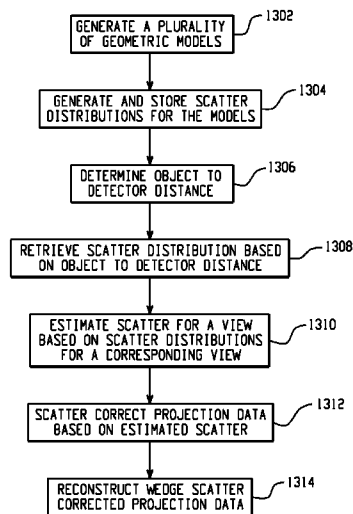 GENERATE A PLURALITY
OF GEOMETRIC MODELS
1302
GENERATE AND STORE SCATTER
DISTRIBUTIONS FOR THE MODELS
1304
DETERMINE OBJECT TO
DETECTOR DISTANCE
1306
RETRIEVE SCATTER DISTRIBUTION BASED
ON OBJECT TO DETECTOR DISTANCE
1308
ESTIMATE SCATTER FOR A VIEW
BASED ON SCATTER DISTRIBUTIONS
FOR A CORRESPONDING VIEW
1310
SCATTER CORRECT PROJECTION DATA
BASED ON ESTIMATED SCATTER
1312
RECONSTRUCT WEDGE SCATTER
CORRECTED PROJECTION DATA
1314